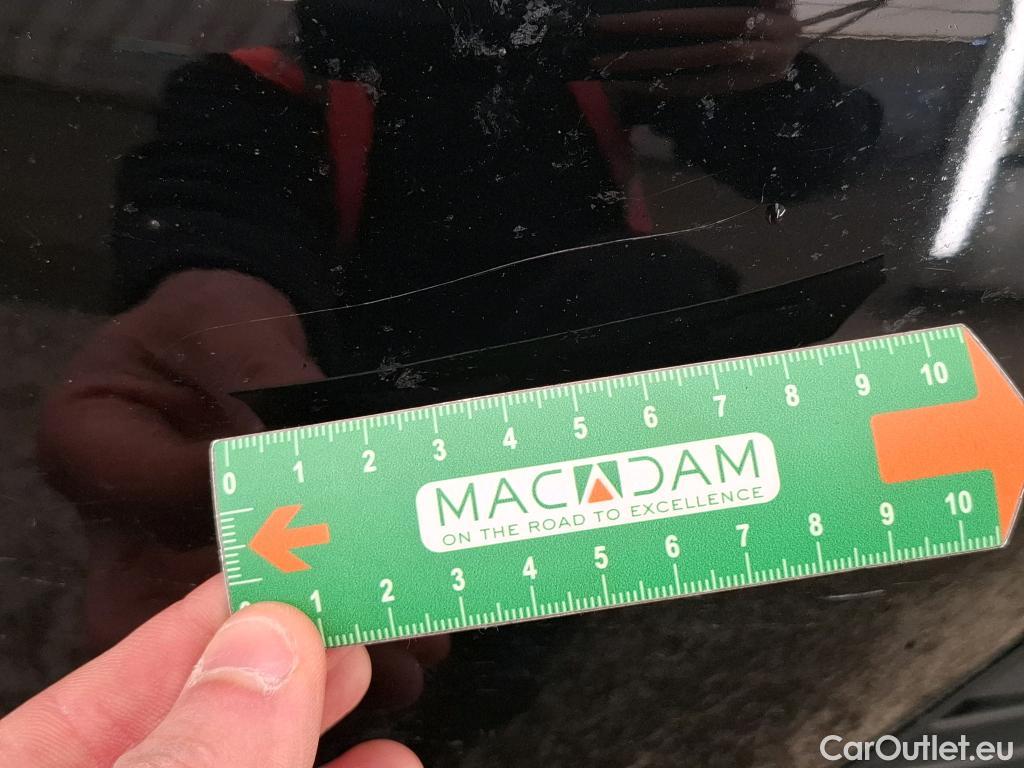 0 1 2 3 4 5 6 7 8 9 10
MACADAM
ON THE ROAD TO EXCELLENCE
1 2 3 4 5 6 7 8 9 10
CarOutlet.eu